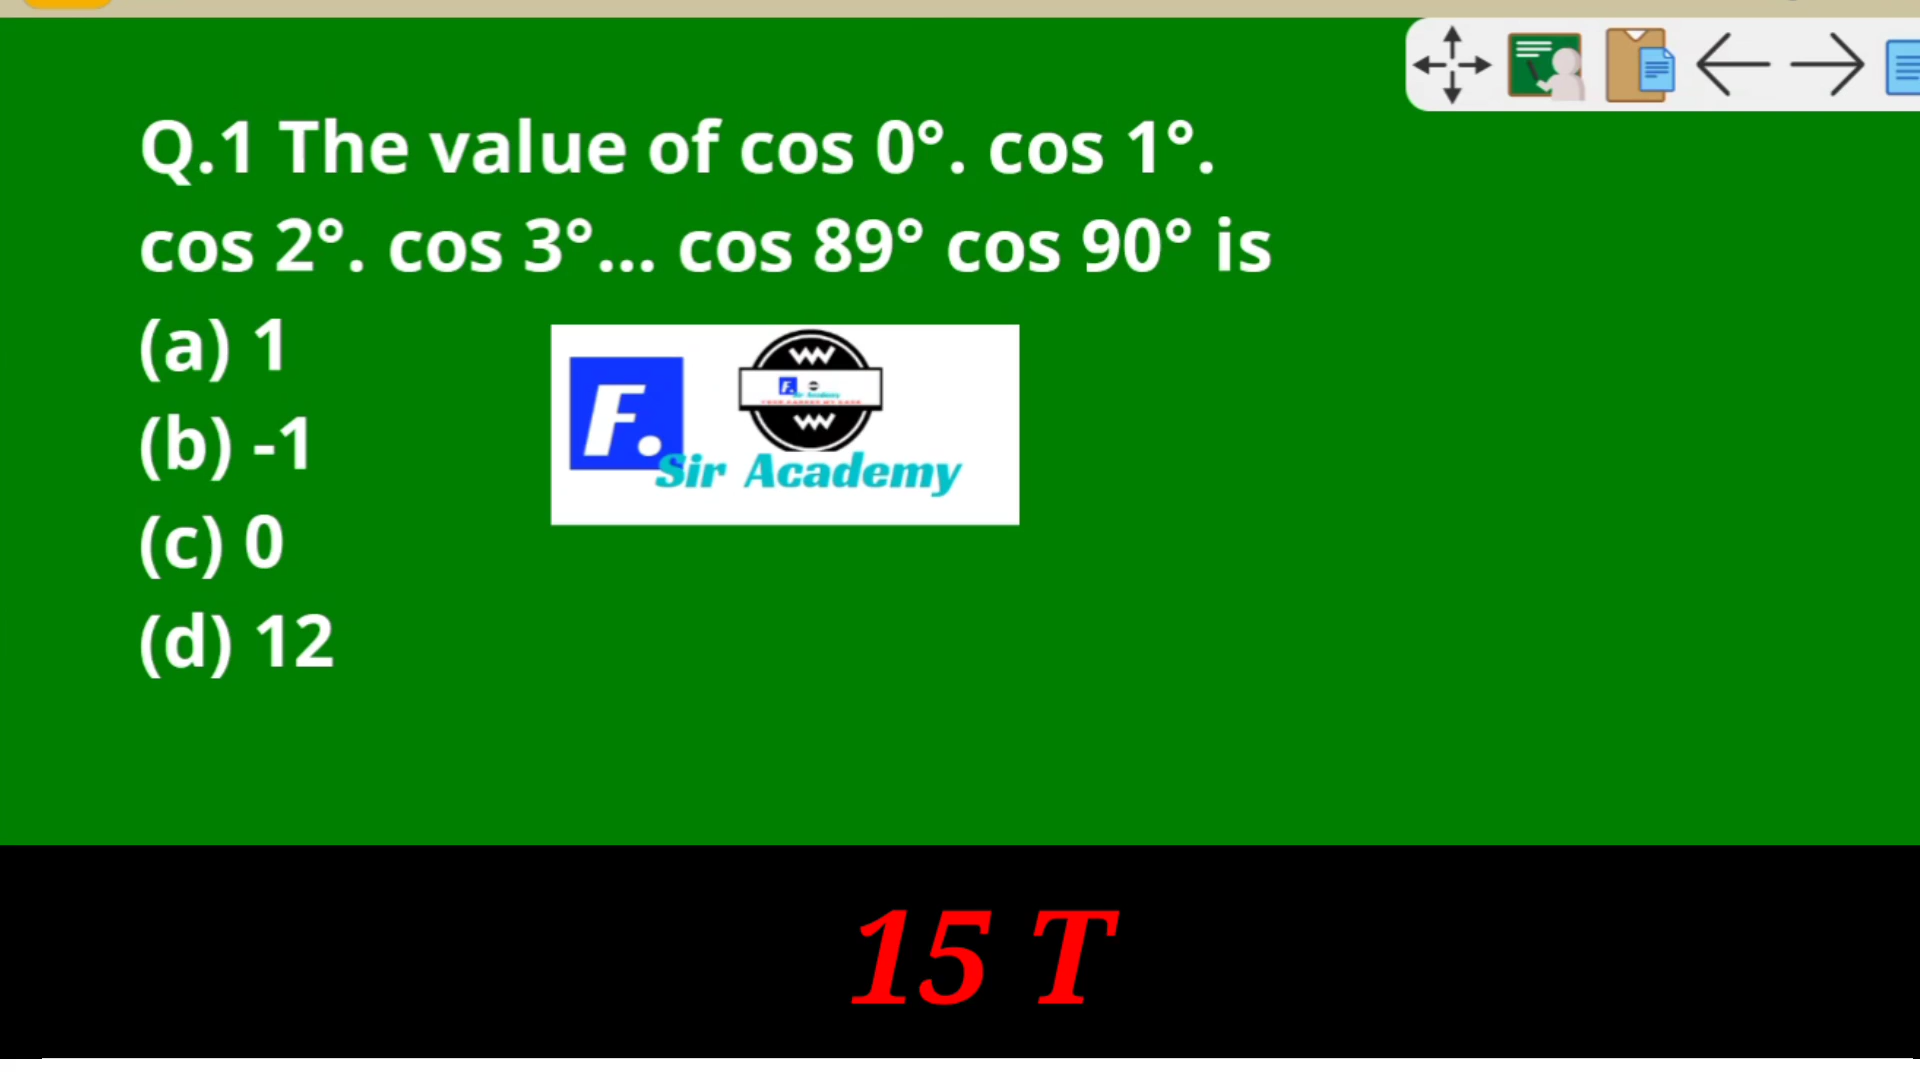 Q.1 The value of cos 0°. cos 1°.
cos 2°. cos 3°... cos 89° cos 90° is
(a) 1
(b) -1
(c) 0
(d) 12
F.
Sir Academy
15 T